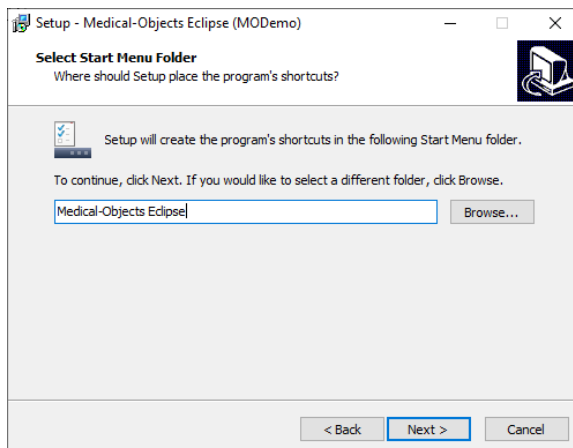 Setup - Medical-Objects Eclipse (MODemo)
Select Start Menu Folder
Where should Setup place the program's shortcuts?
Setup will create the program's shortcuts in the following Start Menu folder.
To continue, click Next. If you would like to select a different folder, click Browse.
Medical-Objects Eclipse
Browse...
< Back
Next >
Cancel